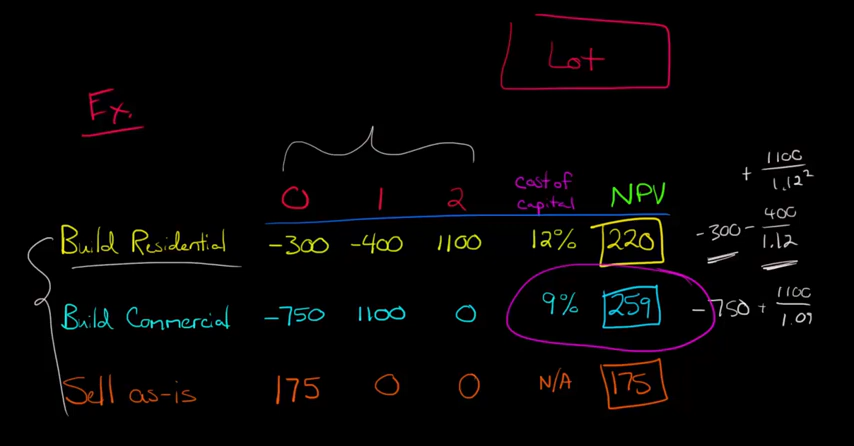 Lot
Ex.
0 1 2 cost of capital NPV
Build Residential -300 -400 1100 12% 220
Build Commercial -750 1100 0 9% 259
Sell as-is 175 0 0 N/A 175
+ 1100/1.12²
-300 - 400/1.12
-750 + 1100/1.09